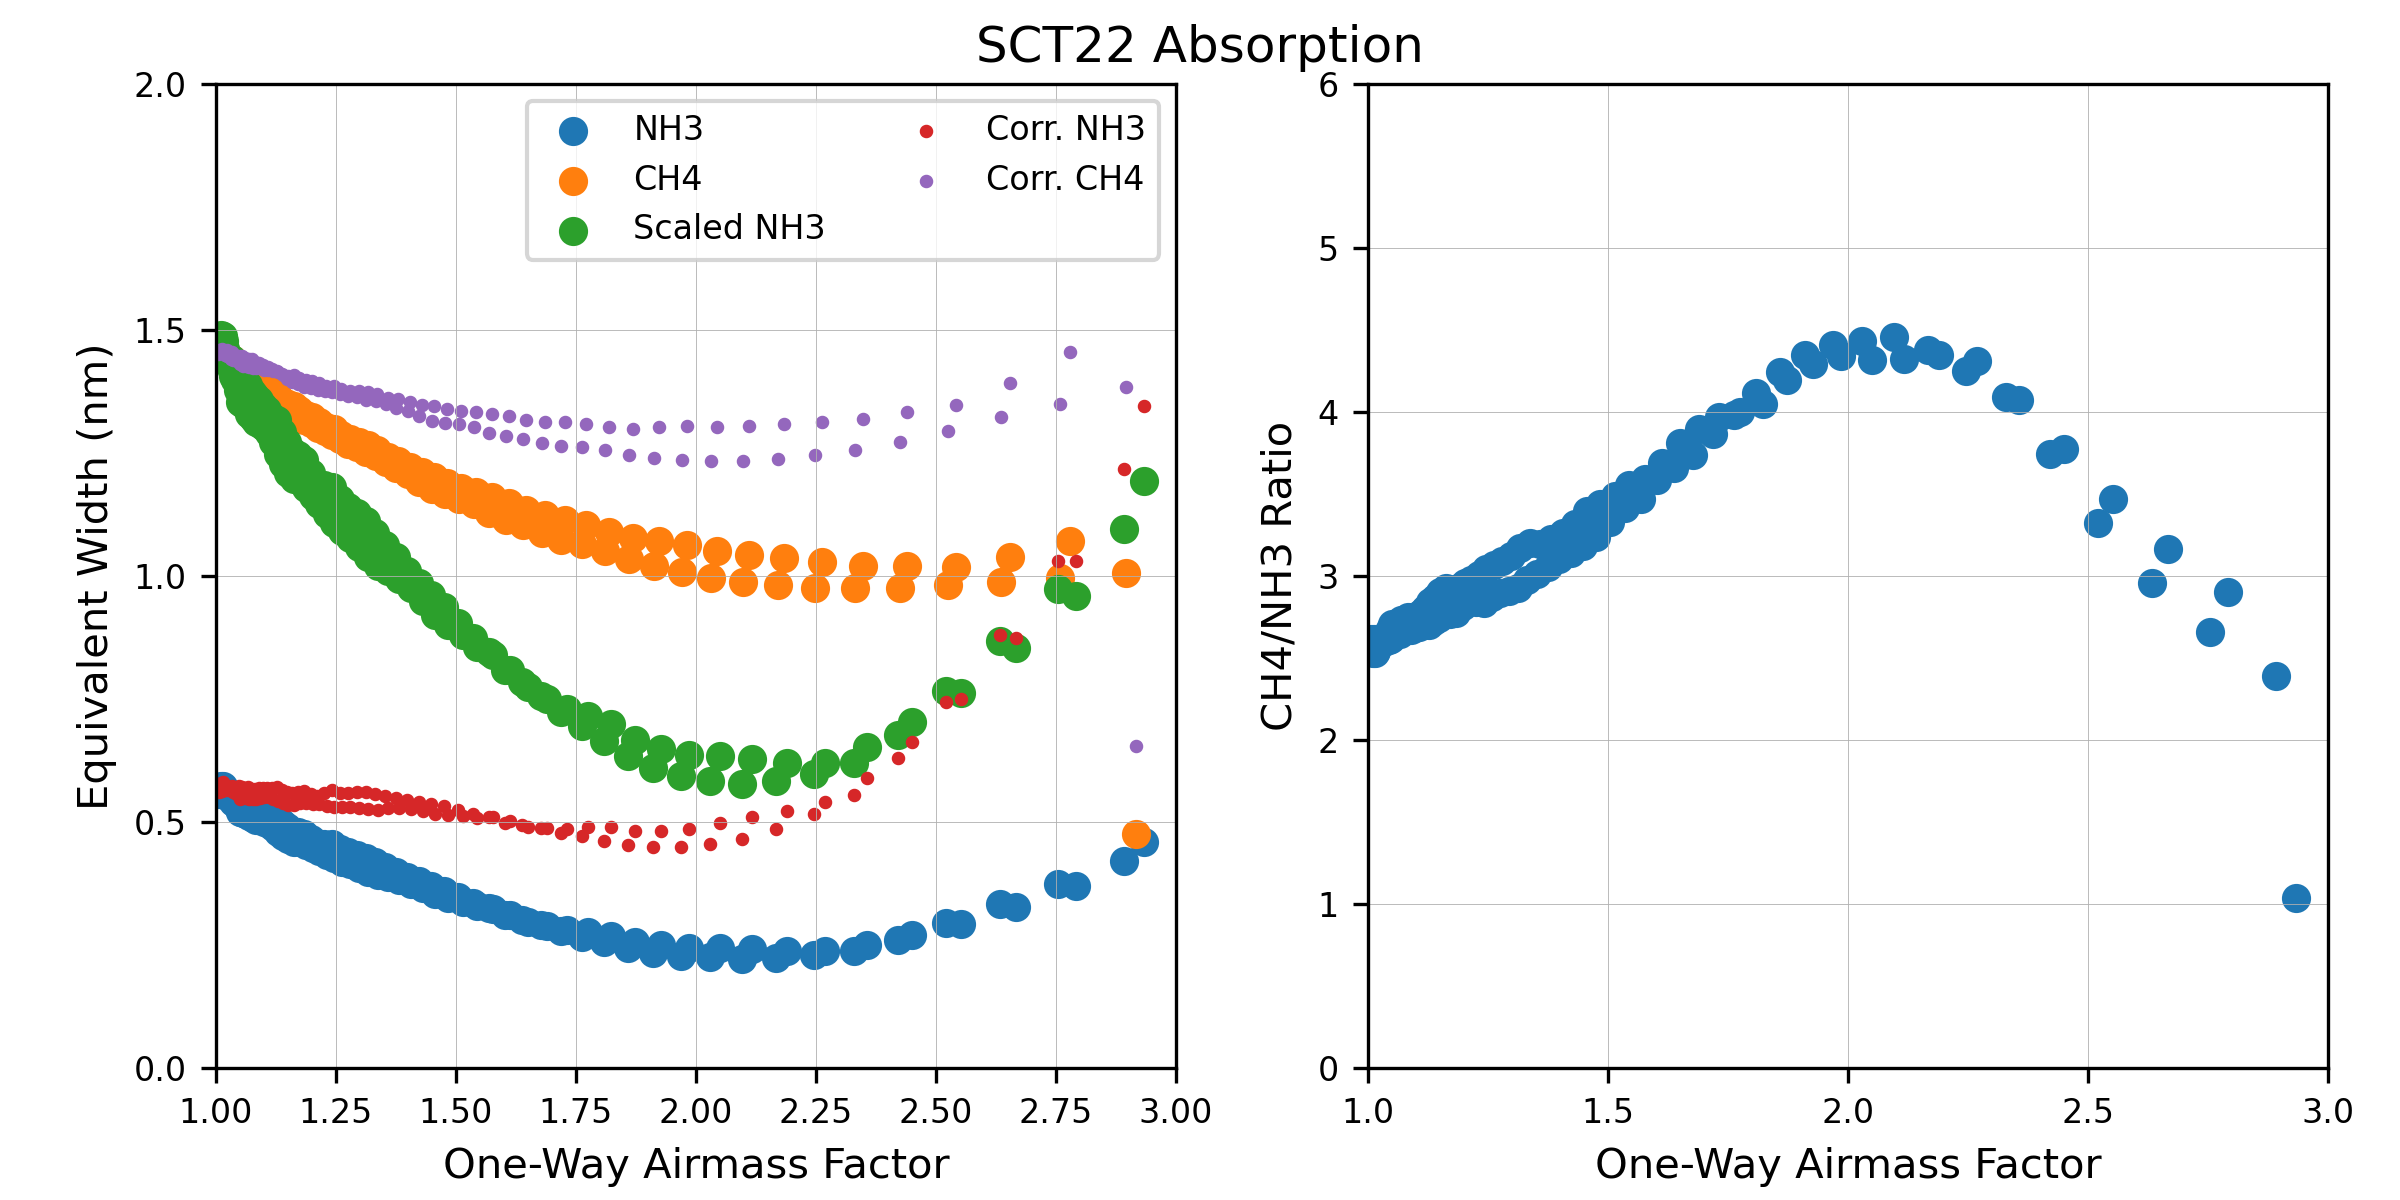 SCT22 Absorption
2.0
1.5
1.0
0.5
0.0
Equivalent Width (nm)
NH3
CH4
Scaled NH3
Corr. NH3
Corr. CH4
1.00 1.25 1.50 1.75 2.00 2.25 2.50 2.75 3.00
One-Way Airmass Factor
6
5
4
3
2
1
0
CH4/NH3 Ratio
1.0 1.5 2.0 2.5 3.0
One-Way Airmass Factor